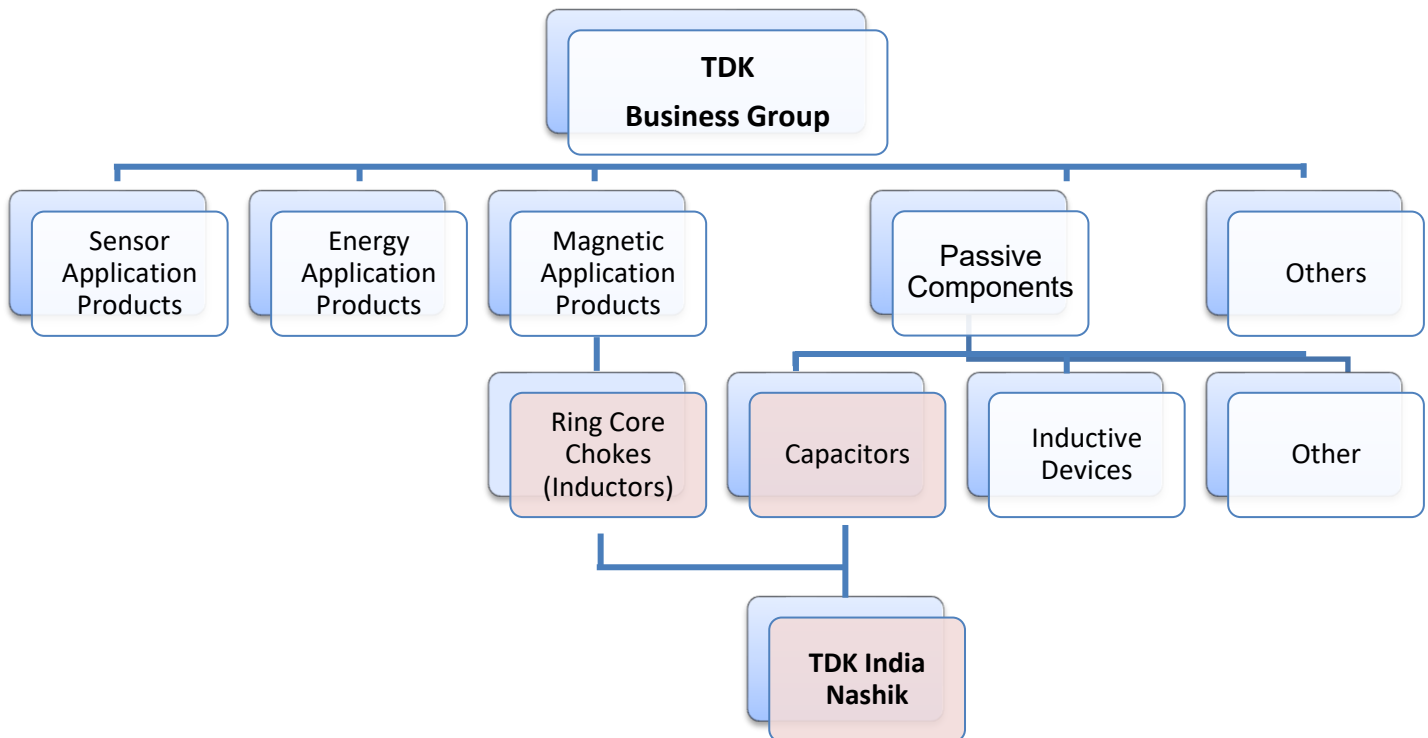 TDK
Business Group
Sensor
Application
Products
Energy
Application
Products
Magnetic
Application
Products
Passive
Components
Others
Ring Core
Chokes
(Inductors)
Capacitors
Inductive
Devices
Other
TDK India
Nashik